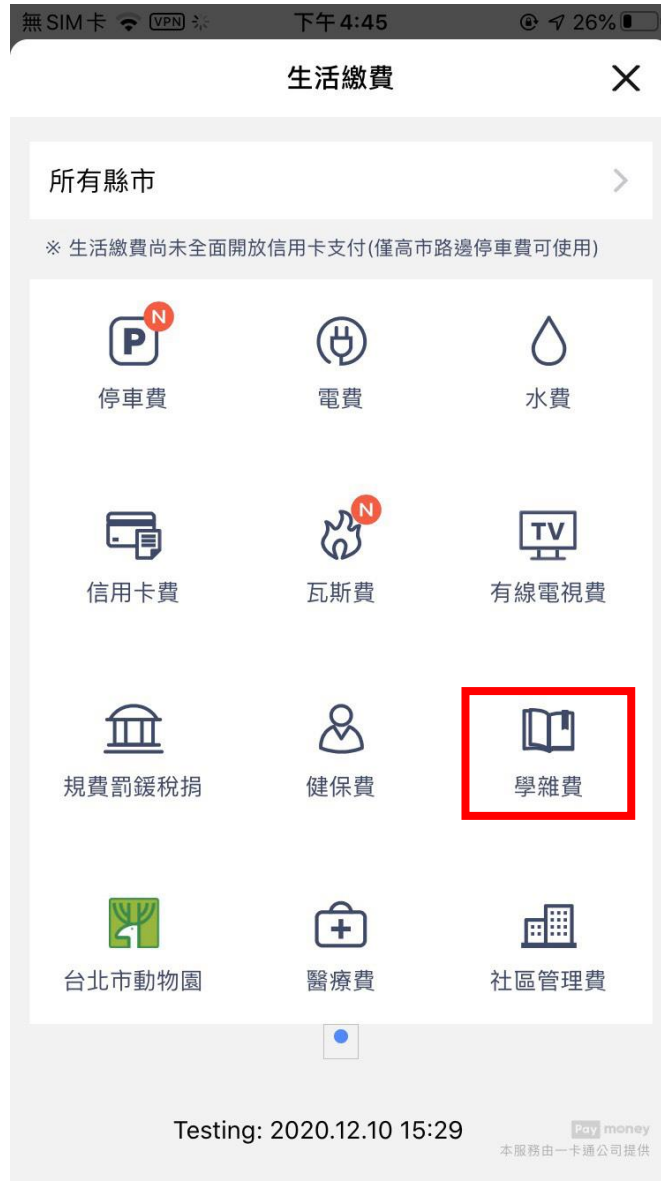 無SIM卡 VPN 下午4:45 26%
生活繳費
所有縣市
※ 生活繳費尚未全面開放信用卡支付(僅高市路邊停車費可使用)
P N
停車費 電費 水費
N TV
信用卡費 瓦斯費 有線電視費
規費罰鍰稅捐 健保費 學雜費
台北市動物園 醫療費 社區管理費
Testing: 2020.12.10 15:29
Pay money
本服務由一卡通公司提供